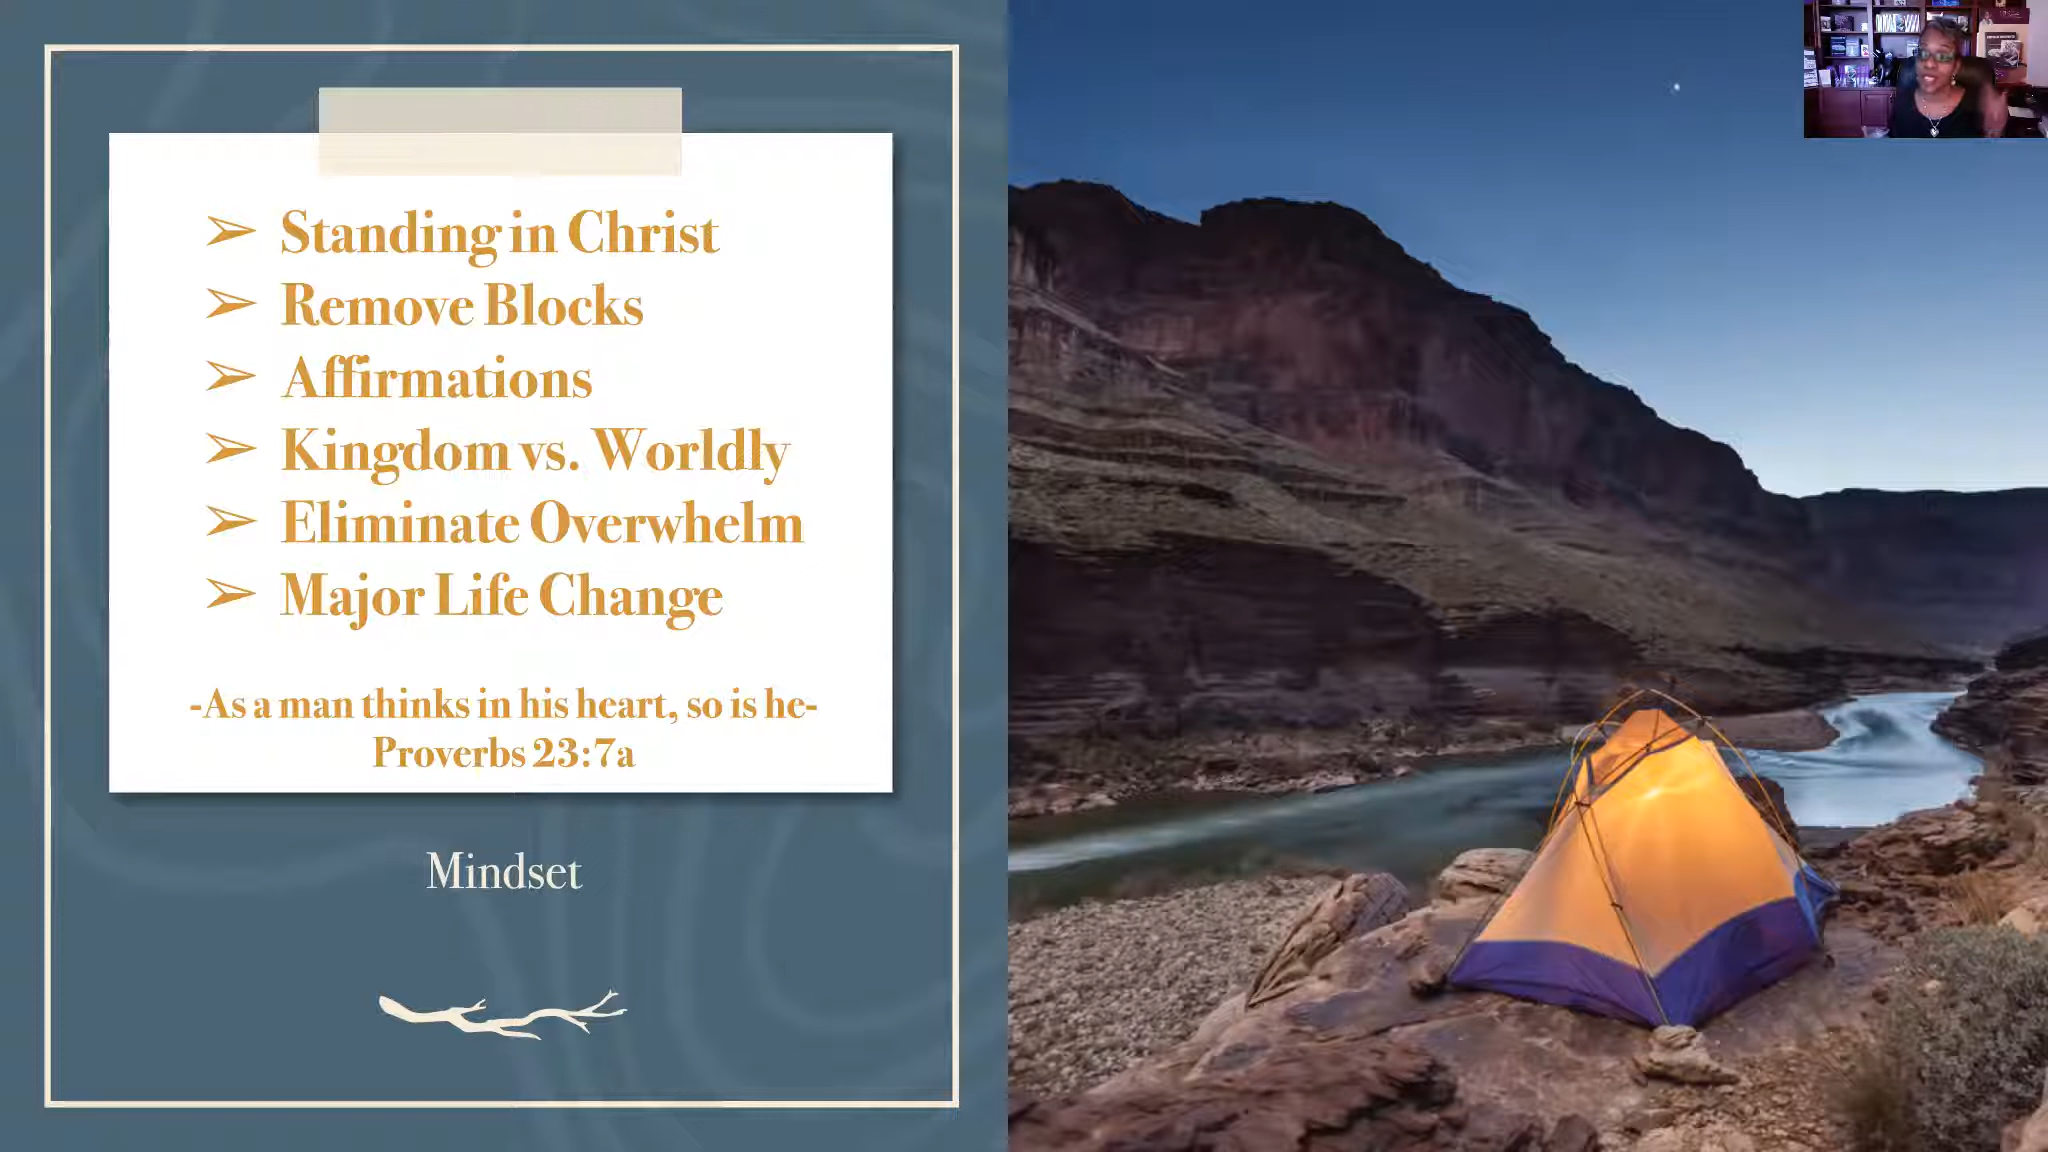 ➢ Standing in Christ
➢ Remove Blocks
➢ Affirmations
➢ Kingdom vs. Worldly
➢ Eliminate Overwhelm
➢ Major Life Change
-As a man thinks in his heart, so is he-
Proverbs 23:7a
Mindset